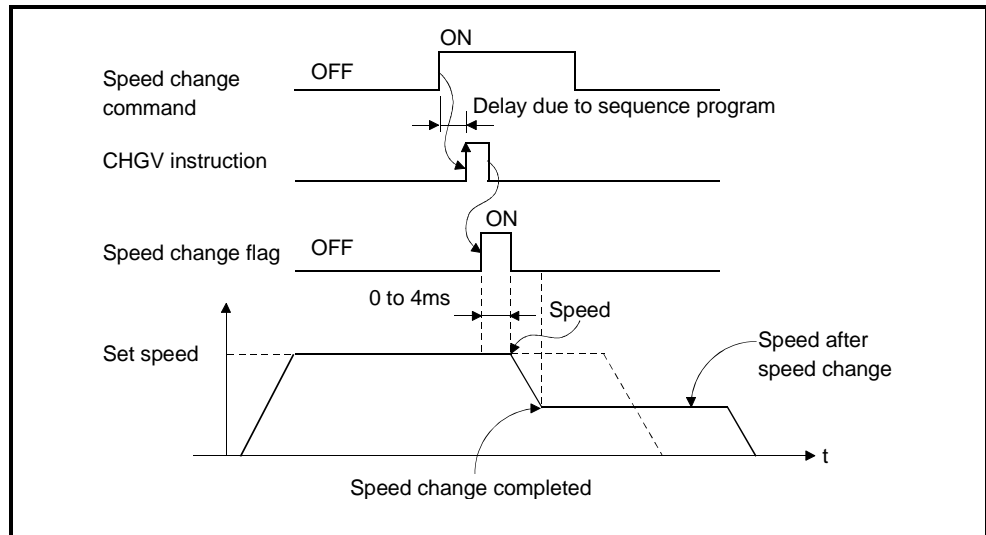 ON
OFF
Speed change
command
Delay due to sequence program
CHGV instruction
ON
OFF
Speed change flag
0 to 4ms
Speed
Set speed
Speed after
speed change
t
Speed change completed